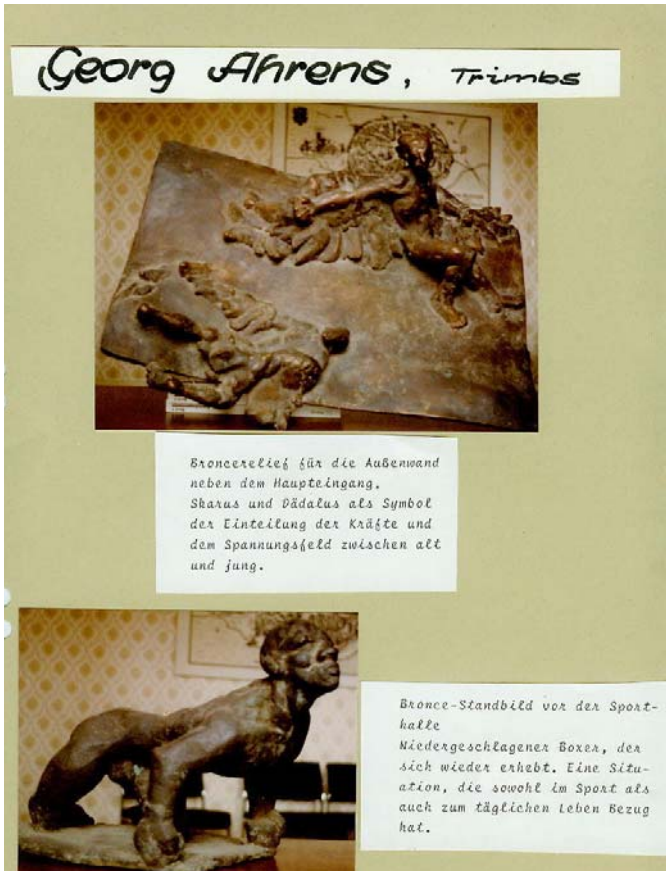 Georg Ahrens, Trimbs
Broncerelief für die Außenwand
neben dem Haupteingang.
Skarus und Dädalus als Symbol
der Einteilung der Kräfte und
dem Spannungsfeld zwischen alt
und jung.
Bronce-Standbild vor der Sport-
halle
Niedergeschlagener Boxer, der
sich wieder erhebt. Eine Situ-
ation, die sowohl im Sport als
auch zum täglichen Leben Bezug
hat.